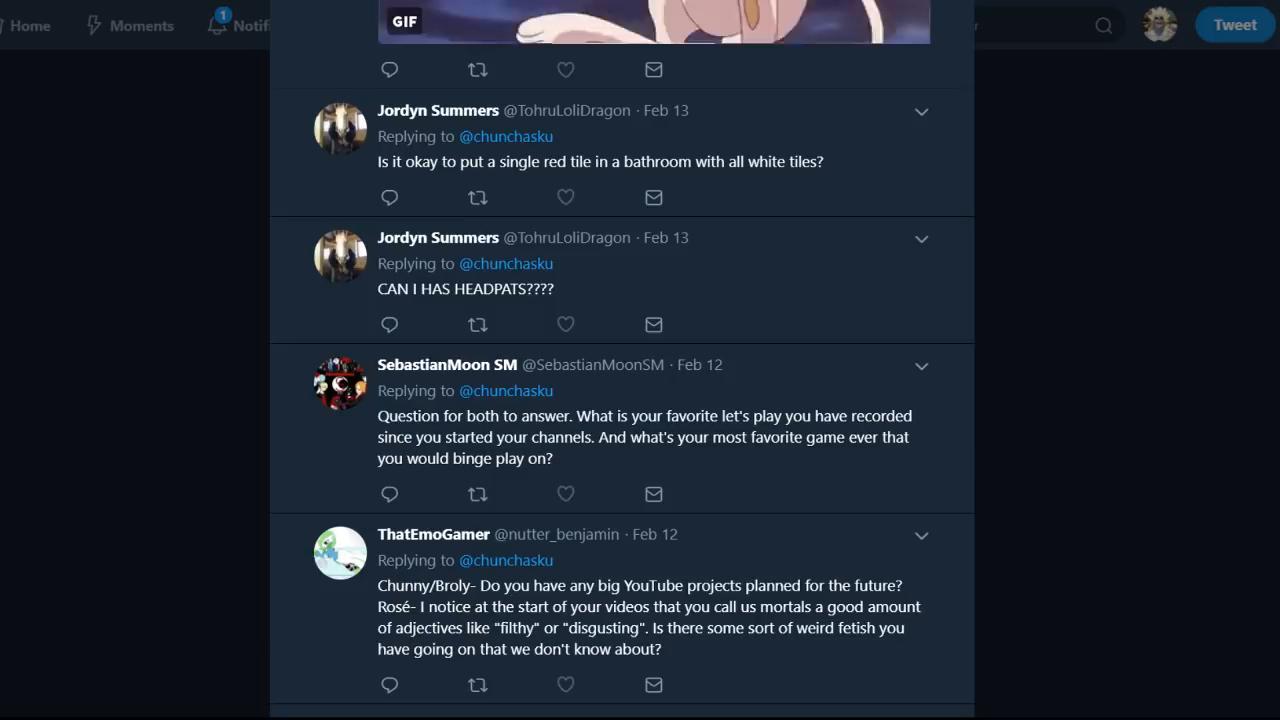 Home
Moments
1
Notif
Tweet
GIF
Jordyn Summers @TohruLoliDragon · Feb 13
Replying to @chunchasku
Is it okay to put a single red tile in a bathroom with all white tiles?
Jordyn Summers @TohruLoliDragon · Feb 13
Replying to @chunchasku
CAN I HAS HEADPATS????
SebastianMoon SM @SebastianMoonSM · Feb 12
Replying to @chunchasku
Question for both to answer. What is your favorite let's play you have recorded
since you started your channels. And what's your most favorite game ever that
you would binge play on?
ThatEmoGamer @nutter_benjamin · Feb 12
Replying to @chunchasku
Chunny/Broly- Do you have any big YouTube projects planned for the future?
Rosé- I notice at the start of your videos that you call us mortals a good amount
of adjectives like "filthy" or "disgusting". Is there some sort of weird fetish you
have going on that we don't know about?